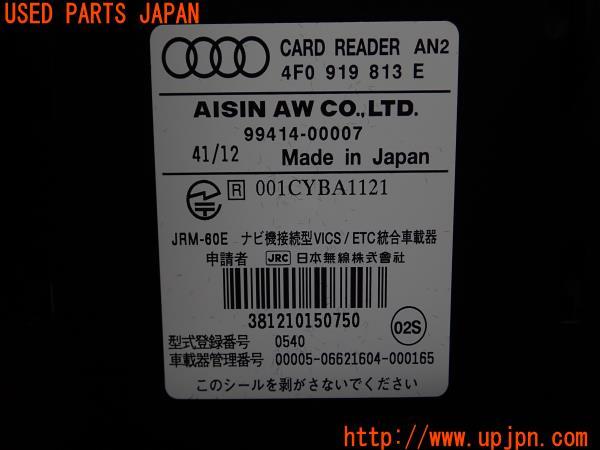 USED PARTS JAPAN
CARD READER AN2
4F0 919 813 E
AISIN AW CO.,LTD.
99414-00007
41/12 Made in Japan
R 001CYBA1121
JRM-60E ナビ機接続型VICS/ETC統合車載器
申請者 JRC 日本無線株式會社
381210150750
02S
型式登録番号 0540
車載器管理番号 00005-06621604-000165
このシールを剥がさないでください
http://www.upjpn.com